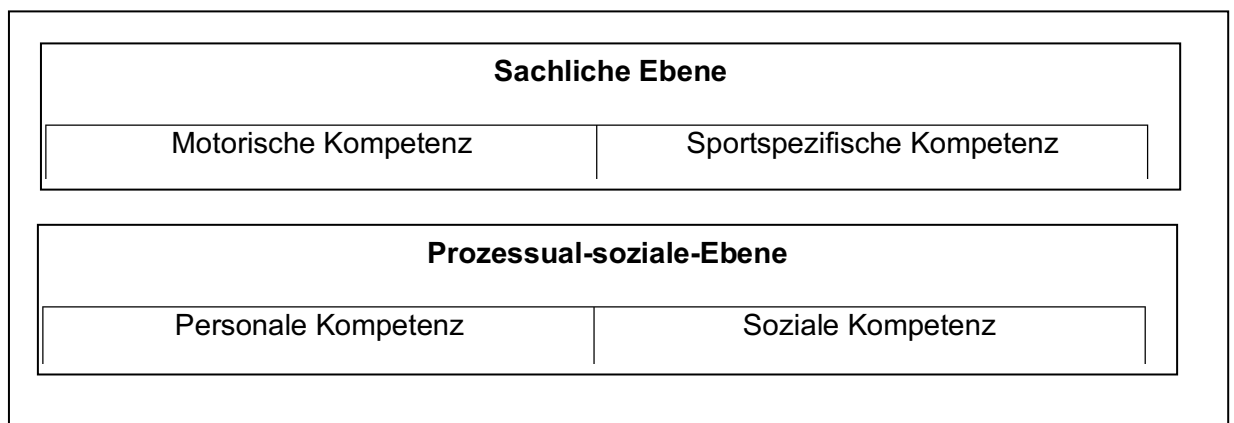 Sachliche Ebene
Motorische Kompetenz Sportspezifische Kompetenz
Prozessual-soziale-Ebene
Personale Kompetenz Soziale Kompetenz